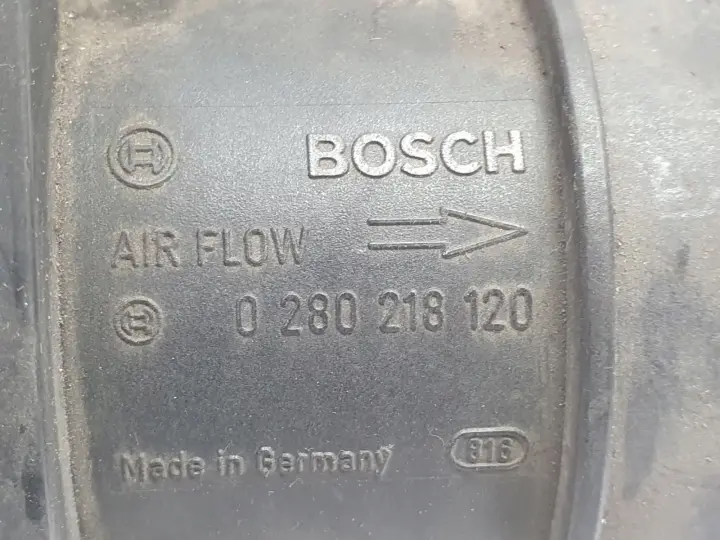 BOSCH
AIR FLOW
0 280 218 120
Made in Germany 816